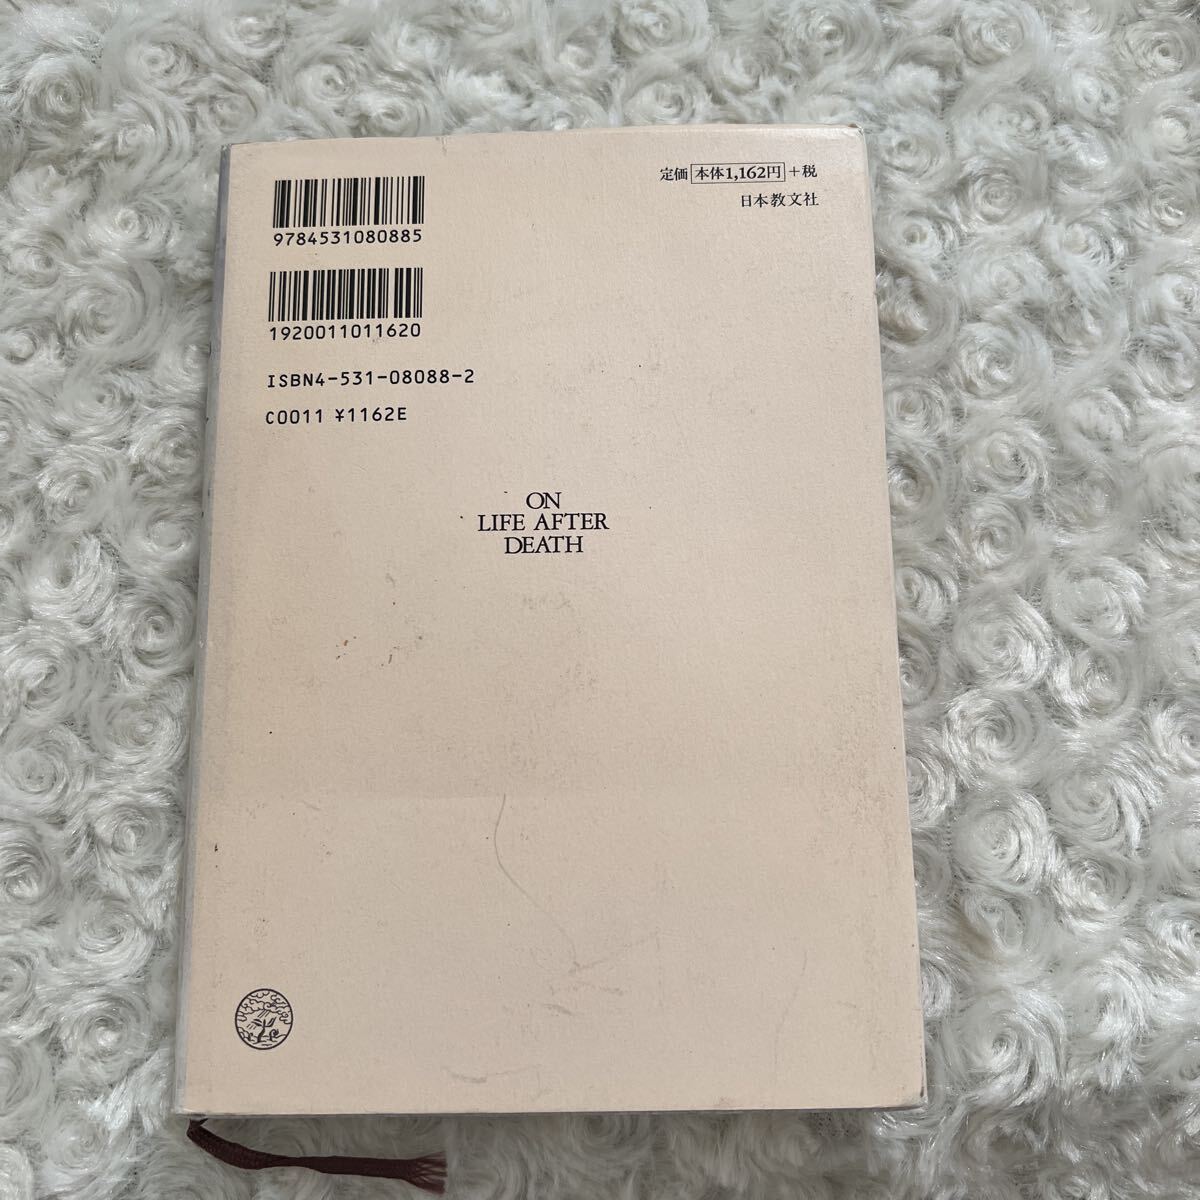 9784531080885
1920011011620
ISBN4-531-08088-2
C0011 ¥1162E
定価 本体1,162円 +税
日本教文社
ON
LIFE AFTER
DEATH